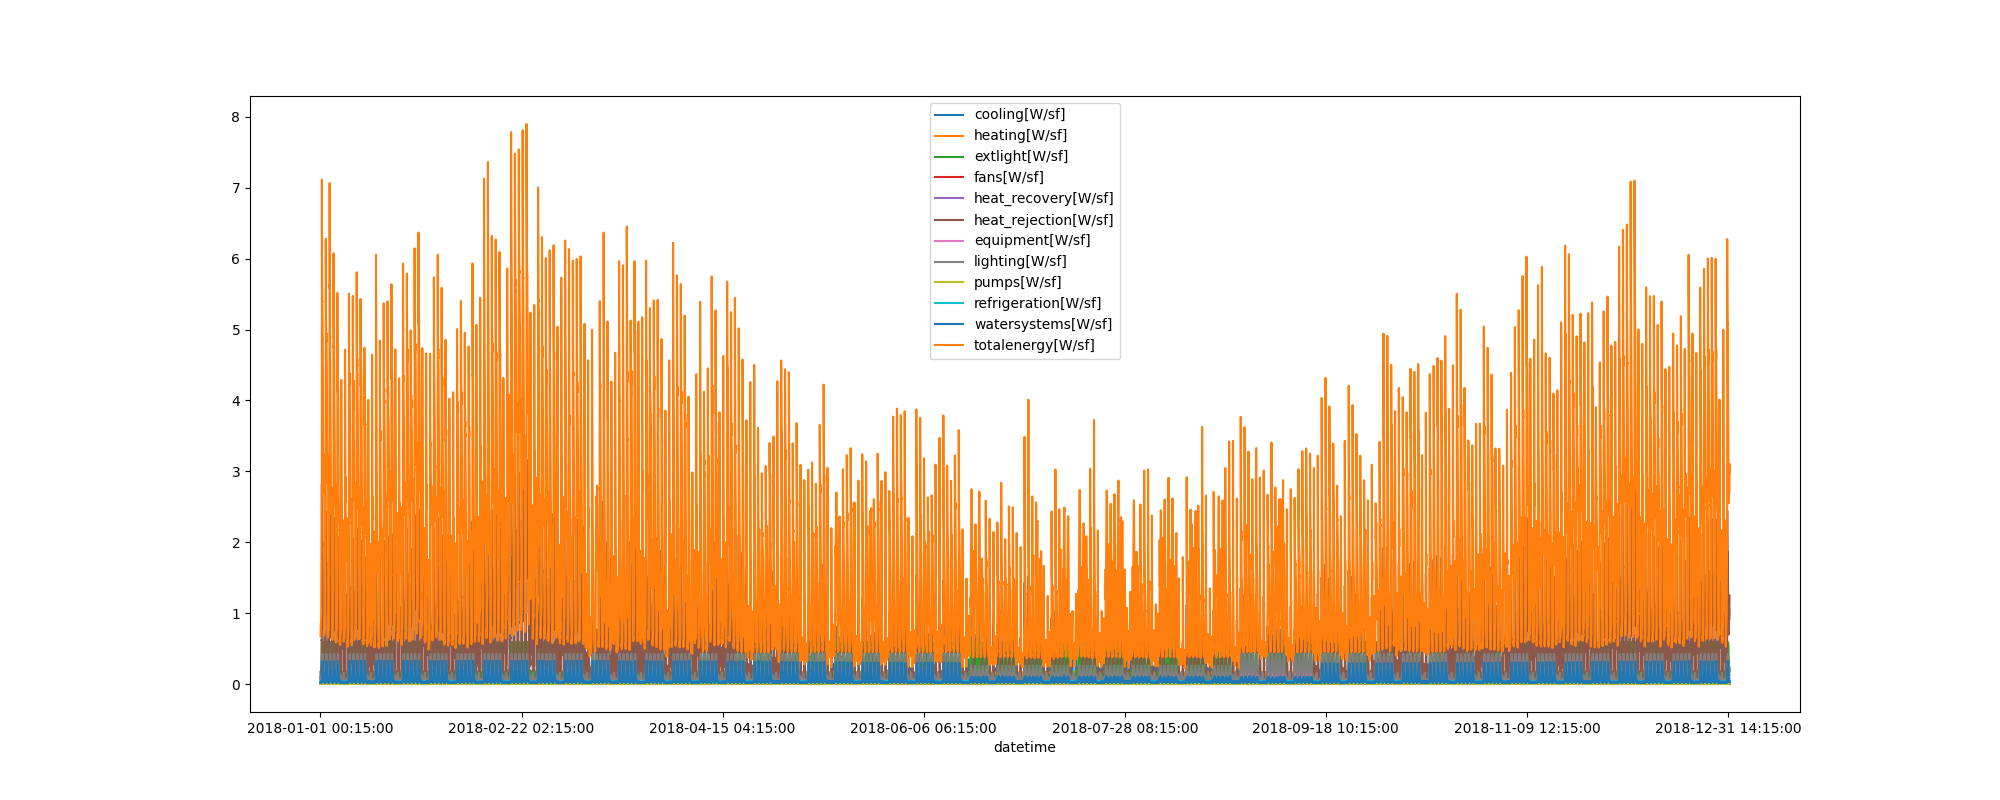 8
7
6
5
4
3
2
1
0
cooling[W/sf]
heating[W/sf]
extlight[W/sf]
fans[W/sf]
heat_recovery[W/sf]
heat_rejection[W/sf]
equipment[W/sf]
lighting[W/sf]
pumps[W/sf]
refrigeration[W/sf]
watersystems[W/sf]
totalenergy[W/sf]
2018-01-01 00:15:00 2018-02-22 02:15:00 2018-04-15 04:15:00 2018-06-06 06:15:00 2018-07-28 08:15:00 2018-09-18 10:15:00 2018-11-09 12:15:00 2018-12-31 14:15:00
datetime